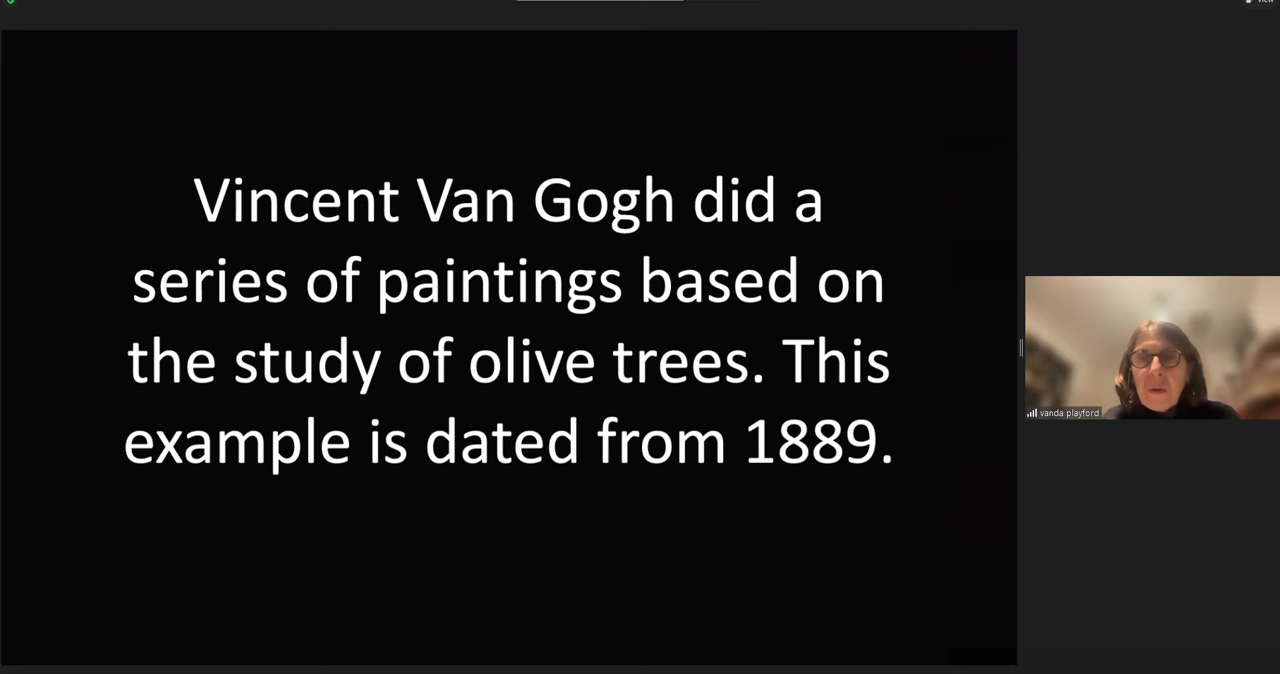 View
Vincent Van Gogh did a
series of paintings based on
the study of olive trees. This
example is dated from 1889.
vanda playford